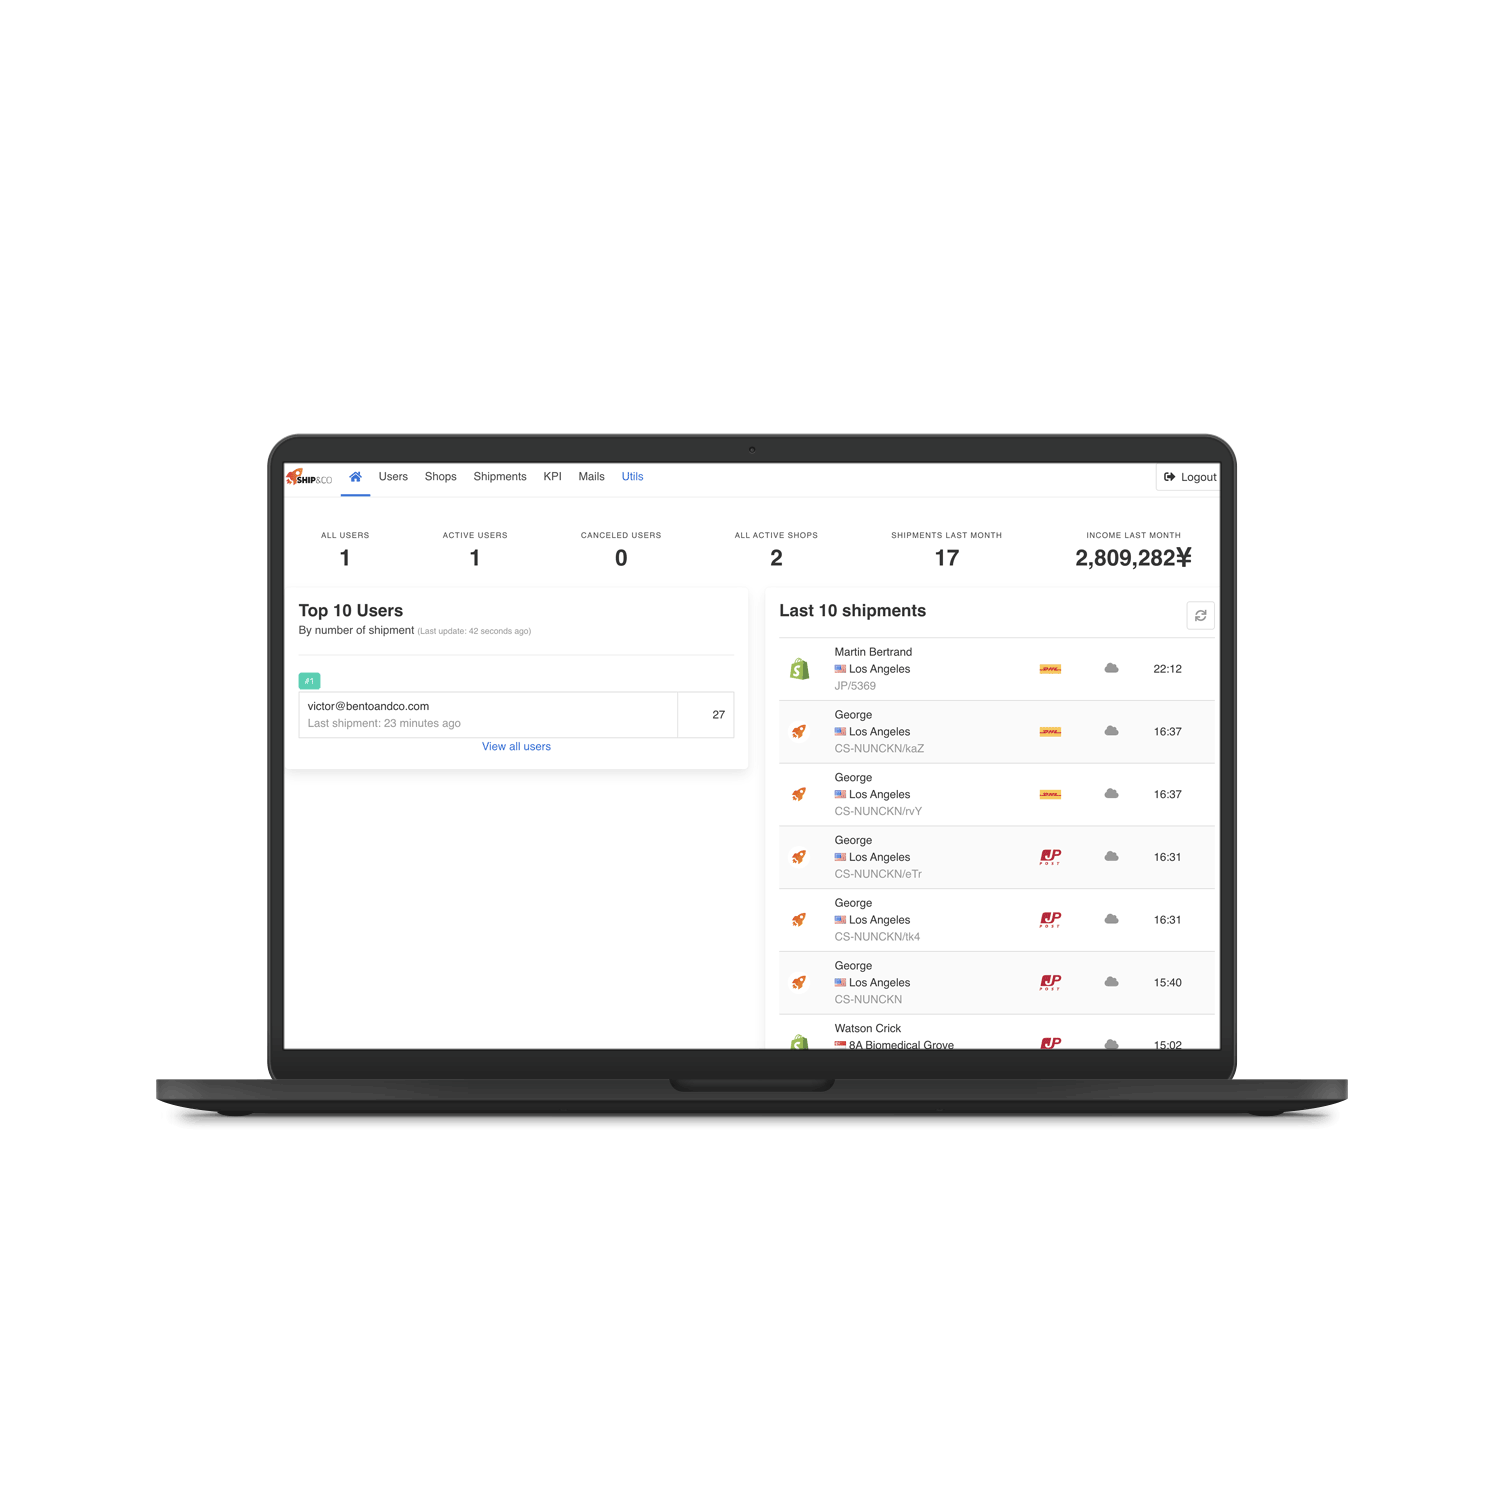 SHIP&CO
Users
Shops
Shipments
KPI
Mails
Utils
Logout
ALL USERS
1
ACTIVE USERS
1
CANCELED USERS
0
ALL ACTIVE SHOPS
2
SHIPMENTS LAST MONTH
17
INCOME LAST MONTH
2,809,282¥
Top 10 Users
By number of shipment (Last update: 42 seconds ago)
#1
victor@bentoandco.com
Last shipment: 23 minutes ago
27
View all users
Last 10 shipments
Martin Bertrand
Los Angeles
JP/5369
22:12
George
Los Angeles
CS-NUNCKN/kaZ
16:37
George
Los Angeles
CS-NUNCKN/rvY
16:37
George
Los Angeles
CS-NUNCKN/eTr
JP
POST
16:31
George
Los Angeles
CS-NUNCKN/tk4
JP
POST
16:31
George
Los Angeles
CS-NUNCKN
JP
POST
15:40
Watson Crick
8A Biomedical Grove
JP
15:02